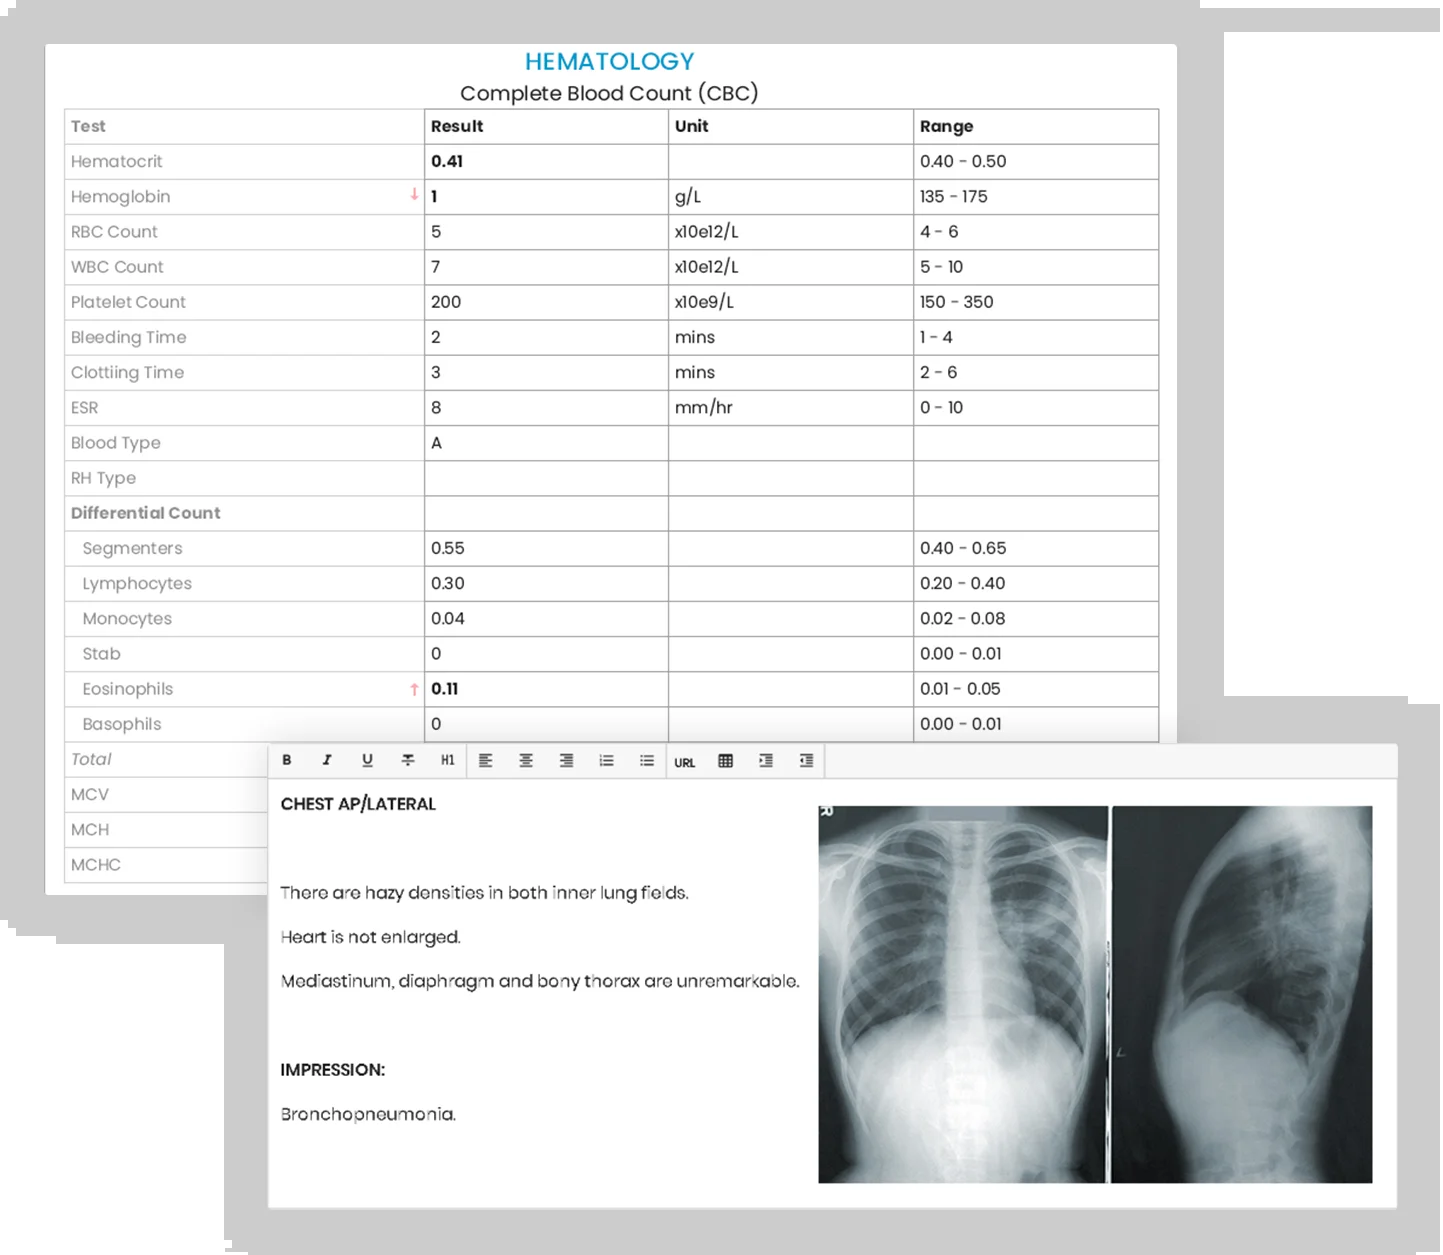 HEMATOLOGY
Complete Blood Count (CBC)
Test Result Unit Range
Hematocrit 0.41 0.40 - 0.50
Hemoglobin ↓ 1 g/L 135 - 175
RBC Count 5 x10e12/L 4 - 6
WBC Count 7 x10e12/L 5 - 10
Platelet Count 200 x10e9/L 150 - 350
Bleeding Time 2 mins 1 - 4
Clottiing Time 3 mins 2 - 6
ESR 8 mm/hr 0 - 10
Blood Type A
RH Type
Differential Count
Segmenters 0.55 0.40 - 0.65
Lymphocytes 0.30 0.20 - 0.40
Monocytes 0.04 0.02 - 0.08
Stab 0 0.00 - 0.01
Eosinophils ↑ 0.11 0.01 - 0.05
Basophils 0 0.00 - 0.01
Total
MCV
MCH
MCHC
B I U T H1 URL
CHEST AP/LATERAL
There are hazy densities in both inner lung fields.
Heart is not enlarged.
Mediastinum, diaphragm and bony thorax are unremarkable.
IMPRESSION:
Bronchopneumonia.
R
L